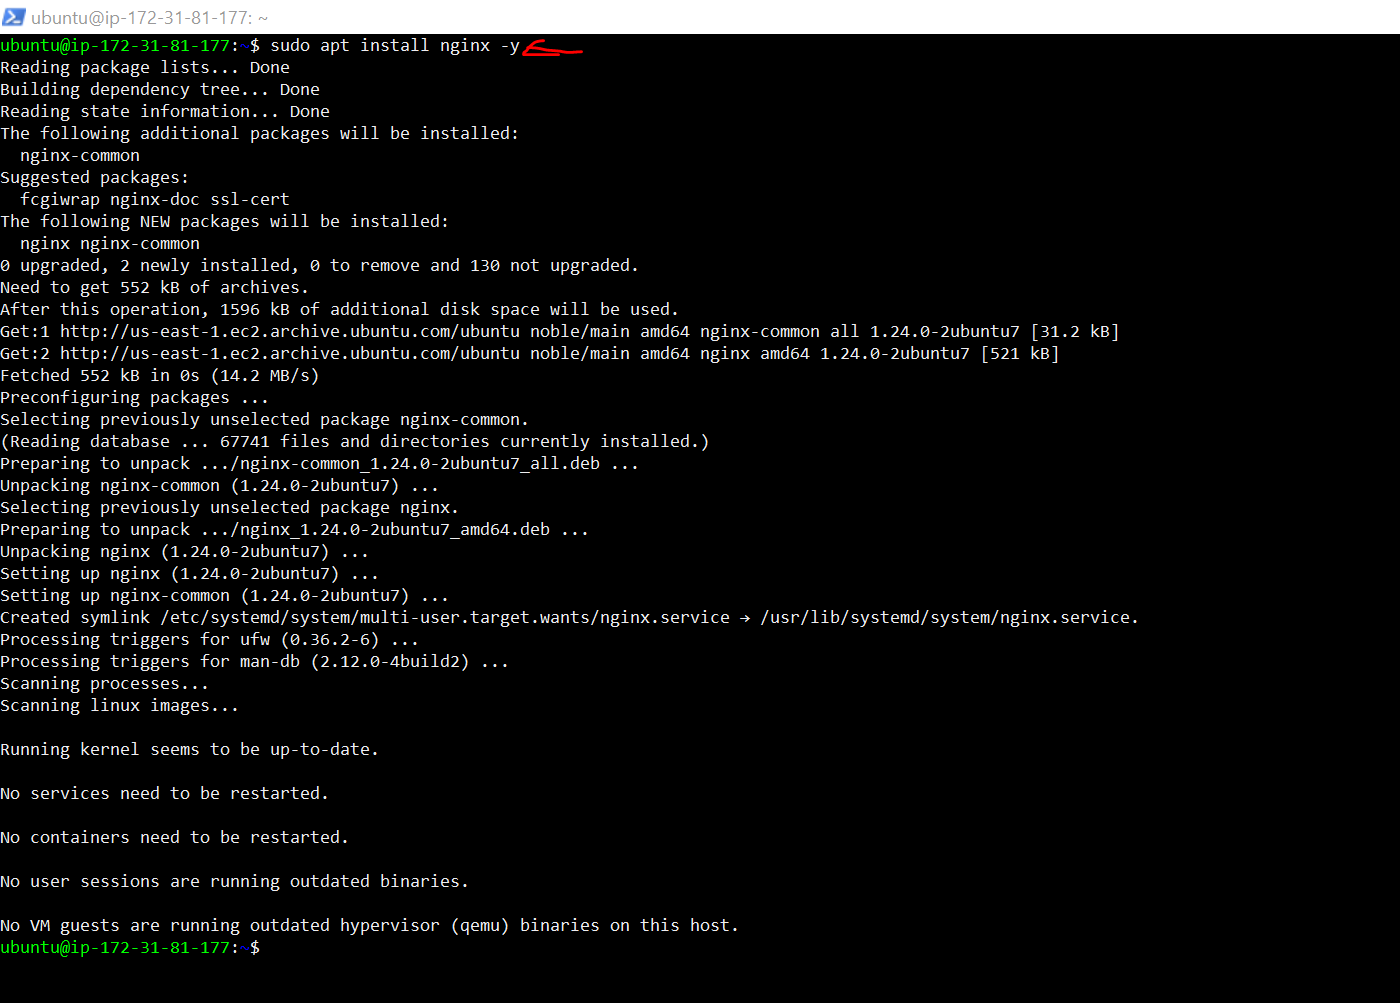 ubuntu@ip-172-31-81-177: ~
ubuntu@ip-172-31-81-177:~$ sudo apt install nginx -y
Reading package lists... Done
Building dependency tree... Done
Reading state information... Done
The following additional packages will be installed:
  nginx-common
Suggested packages:
  fcgiwrap nginx-doc ssl-cert
The following NEW packages will be installed:
  nginx nginx-common
0 upgraded, 2 newly installed, 0 to remove and 130 not upgraded.
Need to get 552 kB of archives.
After this operation, 1596 kB of additional disk space will be used.
Get:1 http://us-east-1.ec2.archive.ubuntu.com/ubuntu noble/main amd64 nginx-common all 1.24.0-2ubuntu7 [31.2 kB]
Get:2 http://us-east-1.ec2.archive.ubuntu.com/ubuntu noble/main amd64 nginx amd64 1.24.0-2ubuntu7 [521 kB]
Fetched 552 kB in 0s (14.2 MB/s)
Preconfiguring packages ...
Selecting previously unselected package nginx-common.
(Reading database ... 67741 files and directories currently installed.)
Preparing to unpack .../nginx-common_1.24.0-2ubuntu7_all.deb ...
Unpacking nginx-common (1.24.0-2ubuntu7) ...
Selecting previously unselected package nginx.
Preparing to unpack .../nginx_1.24.0-2ubuntu7_amd64.deb ...
Unpacking nginx (1.24.0-2ubuntu7) ...
Setting up nginx (1.24.0-2ubuntu7) ...
Setting up nginx-common (1.24.0-2ubuntu7) ...
Created symlink /etc/systemd/system/multi-user.target.wants/nginx.service → /usr/lib/systemd/system/nginx.service.
Processing triggers for ufw (0.36.2-6) ...
Processing triggers for man-db (2.12.0-4build2) ...
Scanning processes...
Scanning linux images...
Running kernel seems to be up-to-date.
No services need to be restarted.
No containers need to be restarted.
No user sessions are running outdated binaries.
No VM guests are running outdated hypervisor (qemu) binaries on this host.
ubuntu@ip-172-31-81-177:~$